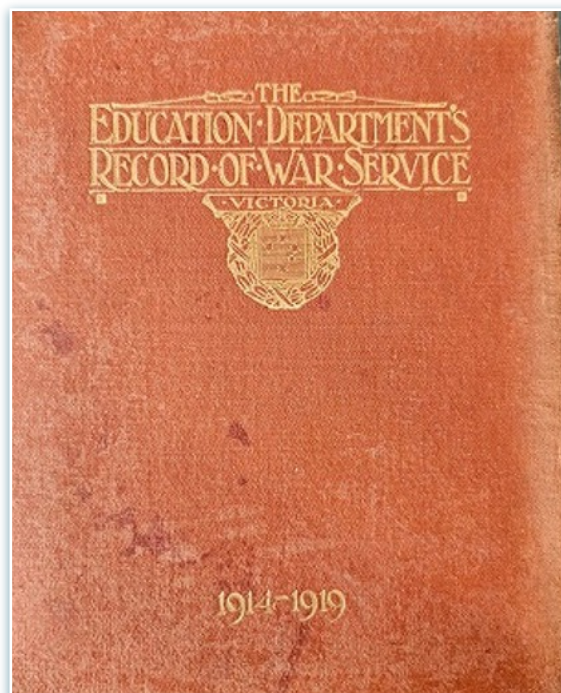 THE
EDUCATION·DEPARTMENT'S
RECORD·OF·WAR·SERVICE
·VICTORIA·
1914-1919